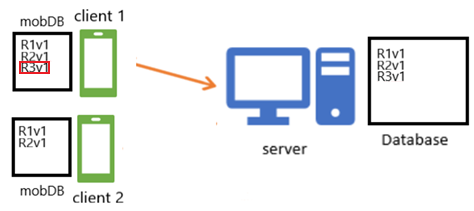 mobDB
client 1
R1v1
R2v1
R3v1
R1v1
R2v1
mobDB
client 2
server
R1v1
R2v1
R3v1
Database